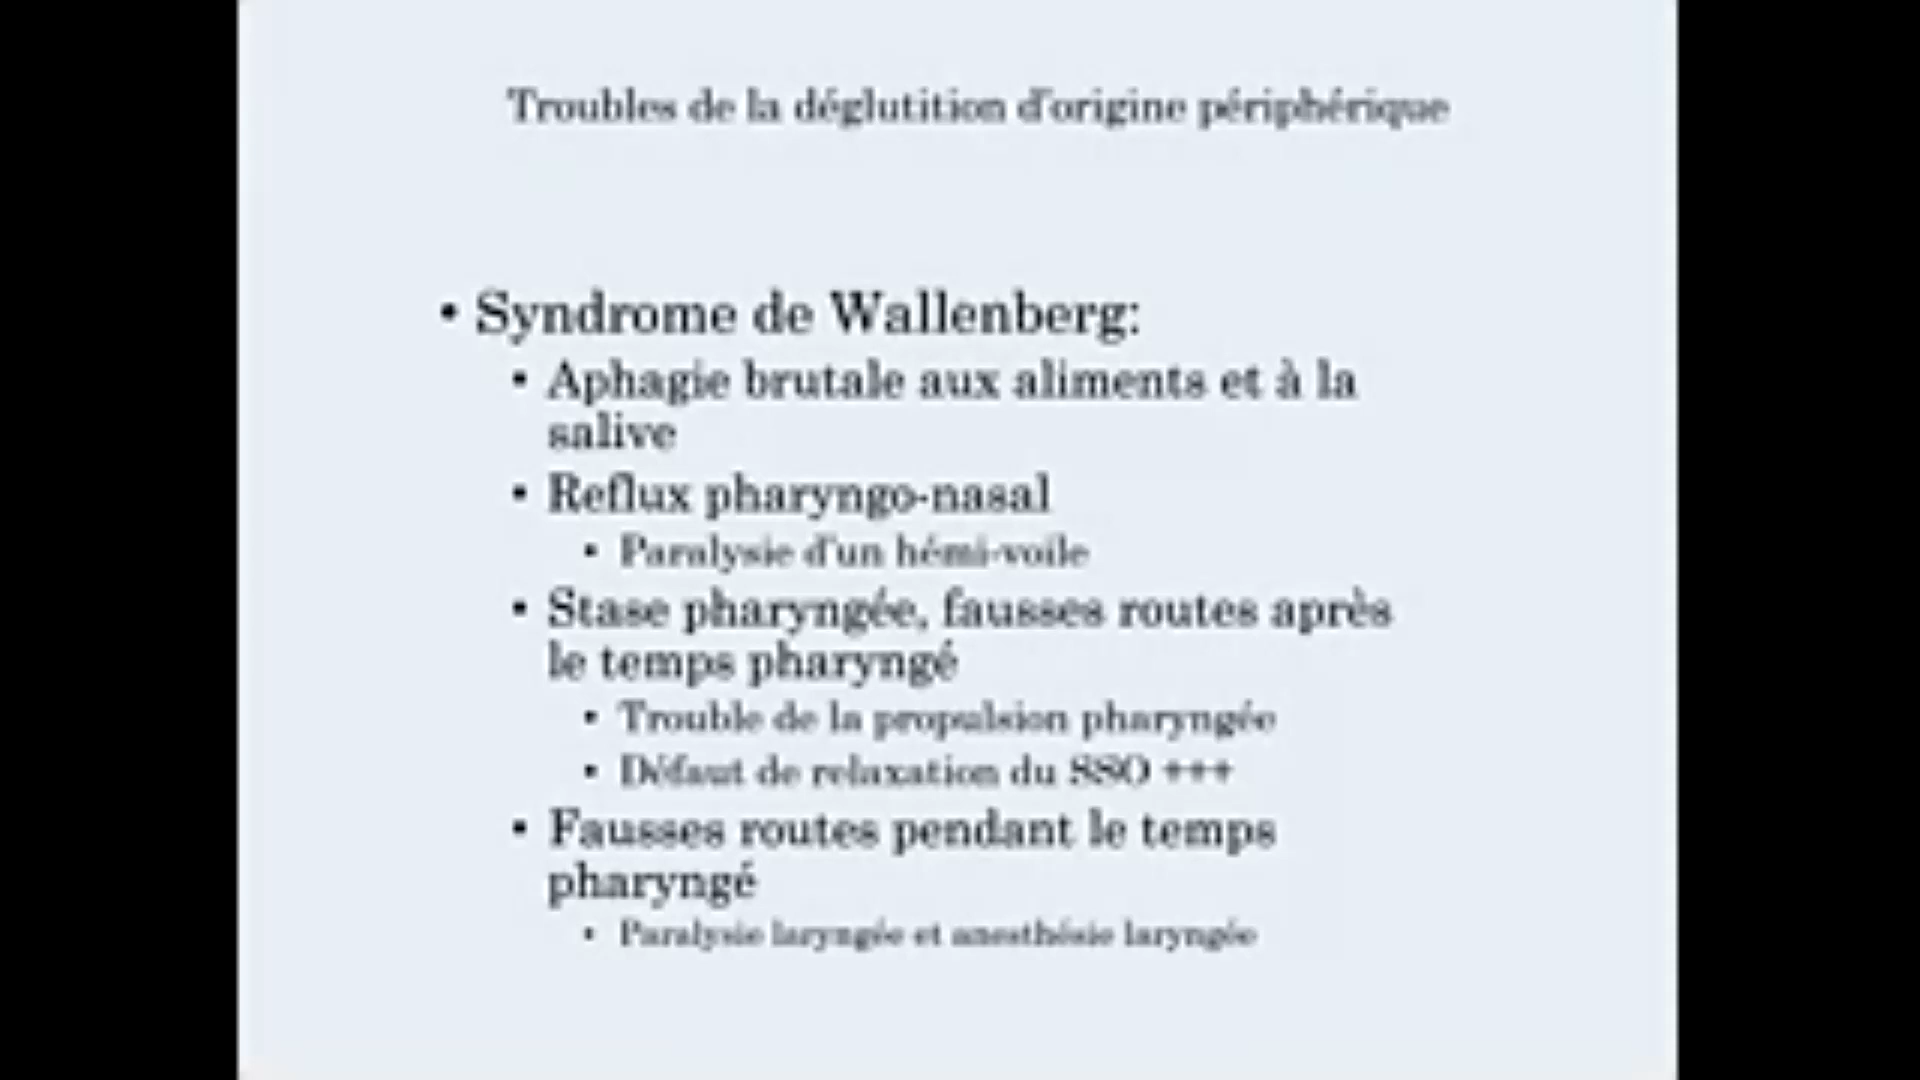 Troubles de la déglutition d'origine périphérique
• Syndrome de Wallenberg:
• Aphagie brutale aux aliments et à la
salive
• Reflux pharyngo-nasal
• Paralysie d'un hémi-voile
• Stase pharyngée, fausses routes après
le temps pharyngé
• Trouble de la propulsion pharyngée
• Défaut de relaxation du SSO +++
• Fausses routes pendant le temps
pharyngé
• Paralysie laryngée et anesthésie laryngée